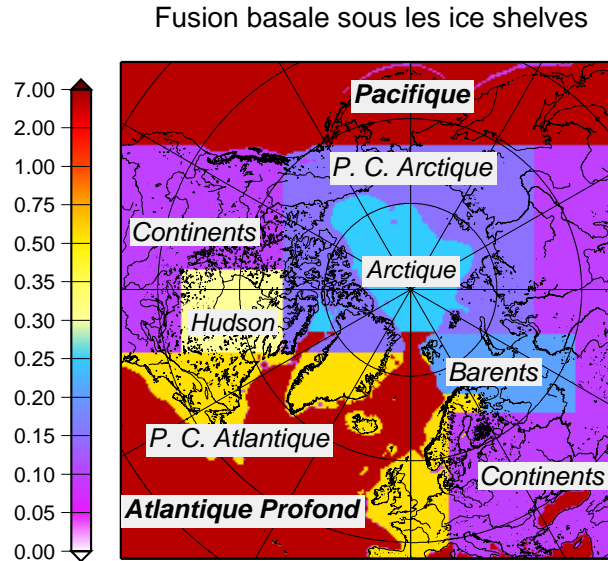 Fusion basale sous les ice shelves
7.00
2.00
1.00
0.75
0.50
0.35
0.30
0.25
0.20
0.15
0.10
0.05
0.00
Pacifique
P. C. Arctique
Continents
Arctique
Hudson
Barents
P. C. Atlantique
Continents
Atlantique Profond